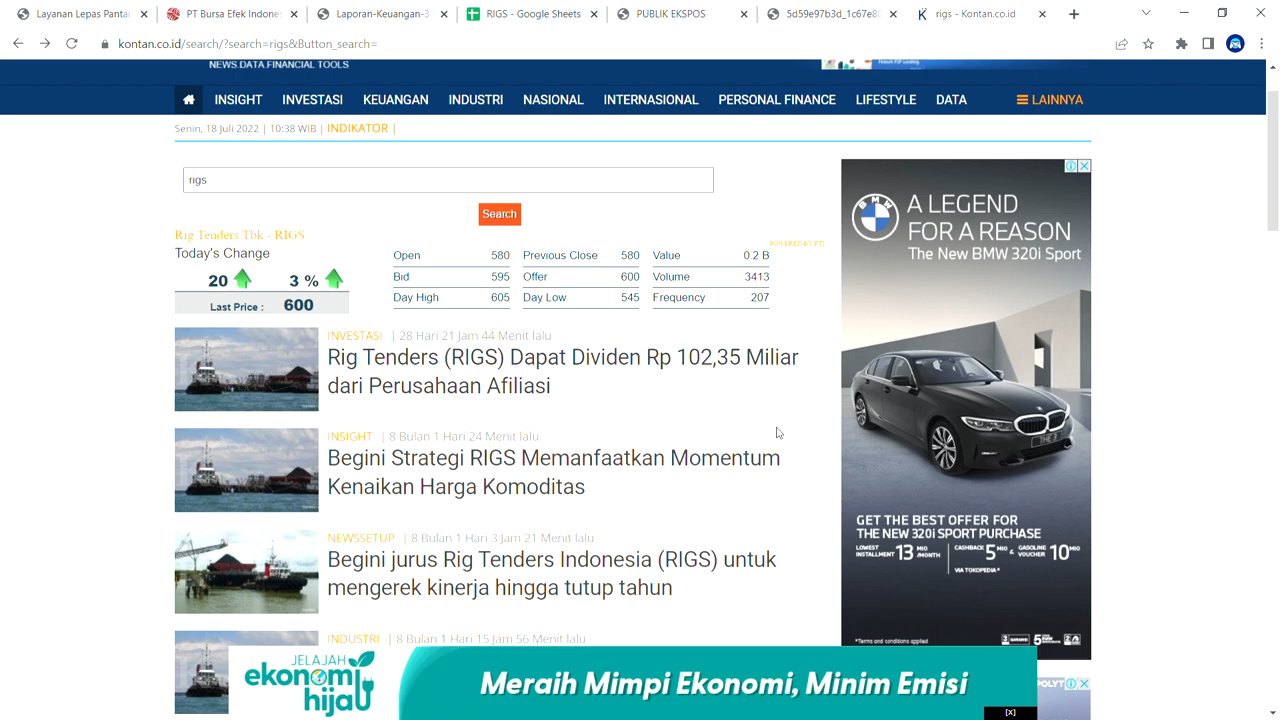 Layanan Lepas Pantai
PT Bursa Efek Indones
Laporan-Keuangan-3
RIGS - Google Sheets
PUBLIK EKSPOS
5d59e97b3d_1c67e80
rigs - Kontan.co.id
kontan.co.id/search/?search=rigs&Button_search=
NEWS.DATA.FINANCIAL TOOLS
INSIGHT
INVESTASI
KEUANGAN
INDUSTRI
NASIONAL
INTERNASIONAL
PERSONAL FINANCE
LIFESTYLE
DATA
LAINNYA
Senin, 18 Juli 2022 | 10:38 WIB | INDIKATOR |
rigs
Search
Rig Tenders Tbk - RIGS
Today's Change
20 3 %
Last Price : 600
POWERED BY RTI
Open 580 Previous Close 580 Value 0.2 B
Bid 595 Offer 600 Volume 3413
Day High 605 Day Low 545 Frequency 207
INVESTASI | 28 Hari 21 Jam 44 Menit lalu
Rig Tenders (RIGS) Dapat Dividen Rp 102,35 Miliar
dari Perusahaan Afiliasi
INSIGHT | 8 Bulan 1 Hari 24 Menit lalu
Begini Strategi RIGS Memanfaatkan Momentum
Kenaikan Harga Komoditas
NEWSSETUP | 8 Bulan 1 Hari 3 Jam 21 Menit lalu
Begini jurus Rig Tenders Indonesia (RIGS) untuk
mengerek kinerja hingga tutup tahun
INDUSTRI | 8 Bulan 1 Hari 15 Jam 56 Menit lalu
BMW
A LEGEND
FOR A REASON
The New BMW 320i Sport
THE 3
GET THE BEST OFFER FOR
THE NEW 320i SPORT PURCHASE
LOWEST INSTALLMENT 13 MIO /MONTH
CASHBACK 5 MIO & GASOLINE VOUCHER 10 MIO
VIA TOKOPEDIA*
*Terms and conditions applied
JELAJAH
ekonomi
hijau
Meraih Mimpi Ekonomi, Minim Emisi
[X]
POLYT